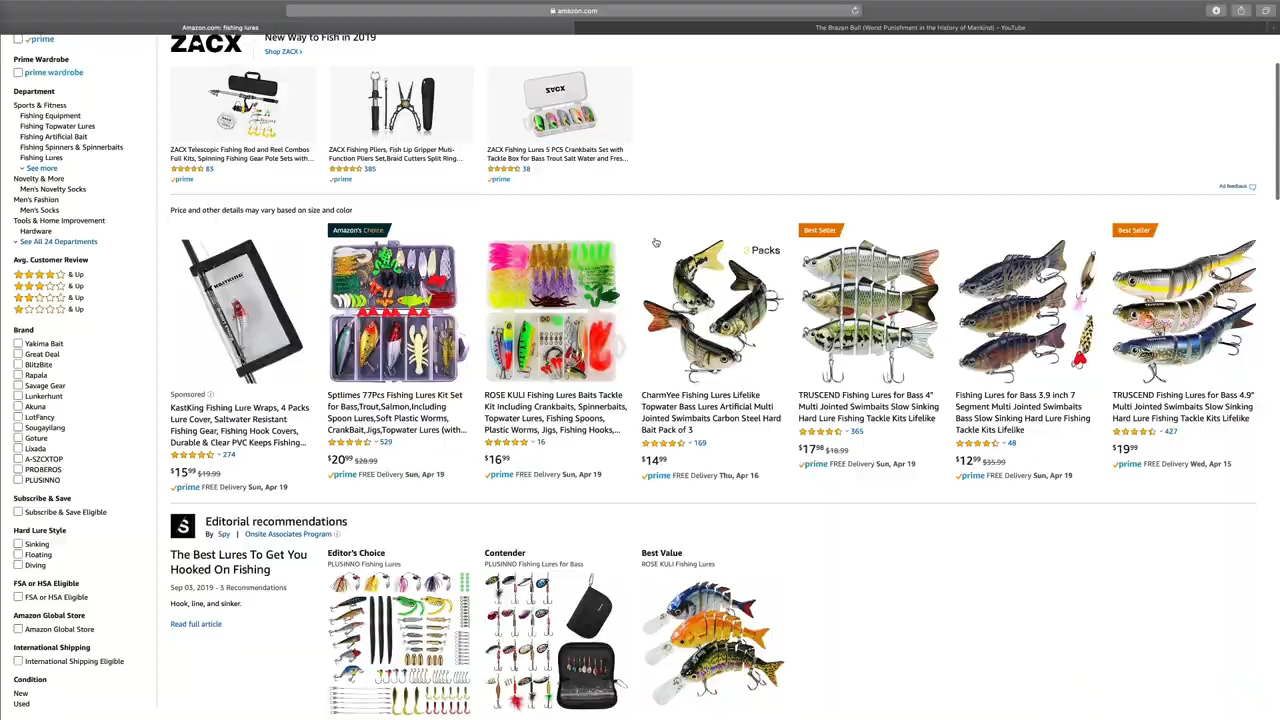 amazon.com
Amazon.com: fishing lures
The Brazen Bull (Worst Punishment in the History of Mankind) - YouTube
prime
Prime Wardrobe
prime wardrobe
Department
Sports & Fitness
Fishing Equipment
Fishing Topwater Lures
Fishing Artificial Bait
Fishing Spinners & Spinnerbaits
Fishing Lures
See more
Novelty & More
Men's Novelty Socks
Men's Fashion
Men's Socks
Tools & Home Improvement
Hardware
See All 24 Departments
Avg. Customer Review
& Up
& Up
& Up
& Up
Brand
Yakima Bait
Great Deal
BlitzBite
Rapala
Savage Gear
Lunkerhunt
Akuna
LotFancy
Sougayilang
Goture
Lixada
A-SZCXTOP
PROBEROS
PLUSINNO
Subscribe & Save
Subscribe & Save Eligible
Hard Lure Style
Sinking
Floating
Diving
FSA or HSA Eligible
FSA or HSA Eligible
Amazon Global Store
Amazon Global Store
International Shipping
International Shipping Eligible
Condition
New
Used
ZACX
New Way to Fish in 2019
Shop ZACX ›
ZACX Telescopic Fishing Rod and Reel Combos
Full Kits, Spinning Fishing Gear Pole Sets with...
83
prime
ZACX Fishing Pliers, Fish Lip Gripper Muti-
Function Pliers Set,Braid Cutters Split Ring...
385
prime
ZACX
ZACX Fishing Lures 5 PCS Crankbaits Set with
Tackle Box for Bass Trout Salt Water and Fres...
38
prime
Ad feedback
Price and other details may vary based on size and color
KASTKING
Sponsored
KastKing Fishing Lure Wraps, 4 Packs
Lure Cover, Saltwater Resistant
Fishing Gear, Fishing Hook Covers,
Durable & Clear PVC Keeps Fishing...
274
$1599 $19.99
prime FREE Delivery Sun, Apr 19
Amazon's Choice
Sptlimes 77Pcs Fishing Lures Kit Set
for Bass,Trout,Salmon,Including
Spoon Lures,Soft Plastic Worms,
CrankBait,Jigs,Topwater Lures (with...
529
$2099 $28.99
prime FREE Delivery Sun, Apr 19
ROSE KULI Fishing Lures Baits Tackle
Kit Including Crankbaits, Spinnerbaits,
Topwater Lures, Fishing Lures,
Plastic Worms, Jigs, Fishing Hooks,...
16
$1699
prime FREE Delivery Sun, Apr 19
3 Packs
CharmYee Fishing Lures Lifelike
Topwater Bass Lures Artificial Multi
Jointed Swimbaits Carbon Steel Hard
Bait Pack of 3
169
$1499
prime FREE Delivery Thu, Apr 16
Best Seller
TRUSCEND Fishing Lures for Bass 4"
Multi Jointed Swimbaits Slow Sinking
Hard Lure Fishing Tackle Kits Lifelike
365
$1798 $18.99
prime FREE Delivery Sun, Apr 19
Fishing Lures for Bass 3.9 inch 7
Segment Multi Jointed Swimbaits
Bass Slow Sinking Hard Lure Fishing
Tackle Kits Lifelike
48
$1299 $35.99
prime FREE Delivery Sun, Apr 19
Best Seller
TRUSCEND Fishing Lures for Bass 4.9"
Multi Jointed Swimbaits Slow Sinking
Hard Lure Fishing Tackle Kits Lifelike
427
$1999
prime FREE Delivery Wed, Apr 15
Editorial recommendations
By Spy | Onsite Associates Program
The Best Lures To Get You
Hooked On Fishing
Sep 03, 2019 - 3 Recommendations
Hook, line, and sinker.
Read full article
Editor's Choice
PLUSINNO Fishing Lures
Contender
PLUSINNO Fishing Lures for Bass
Best Value
ROSE KULI Fishing Lures